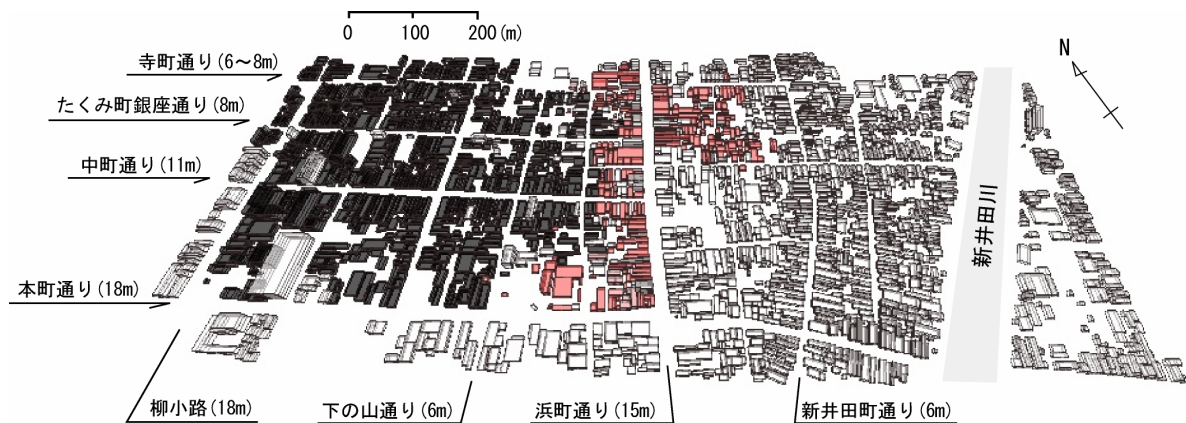 0 100 200(m)
N
寺町通り(6～8m)
たくみ町銀座通り(8m)
中町通り(11m)
新井田川
本町通り(18m)
柳小路(18m)
下の山通り(6m)
浜町通り(15m)
新井田町通り(6m)